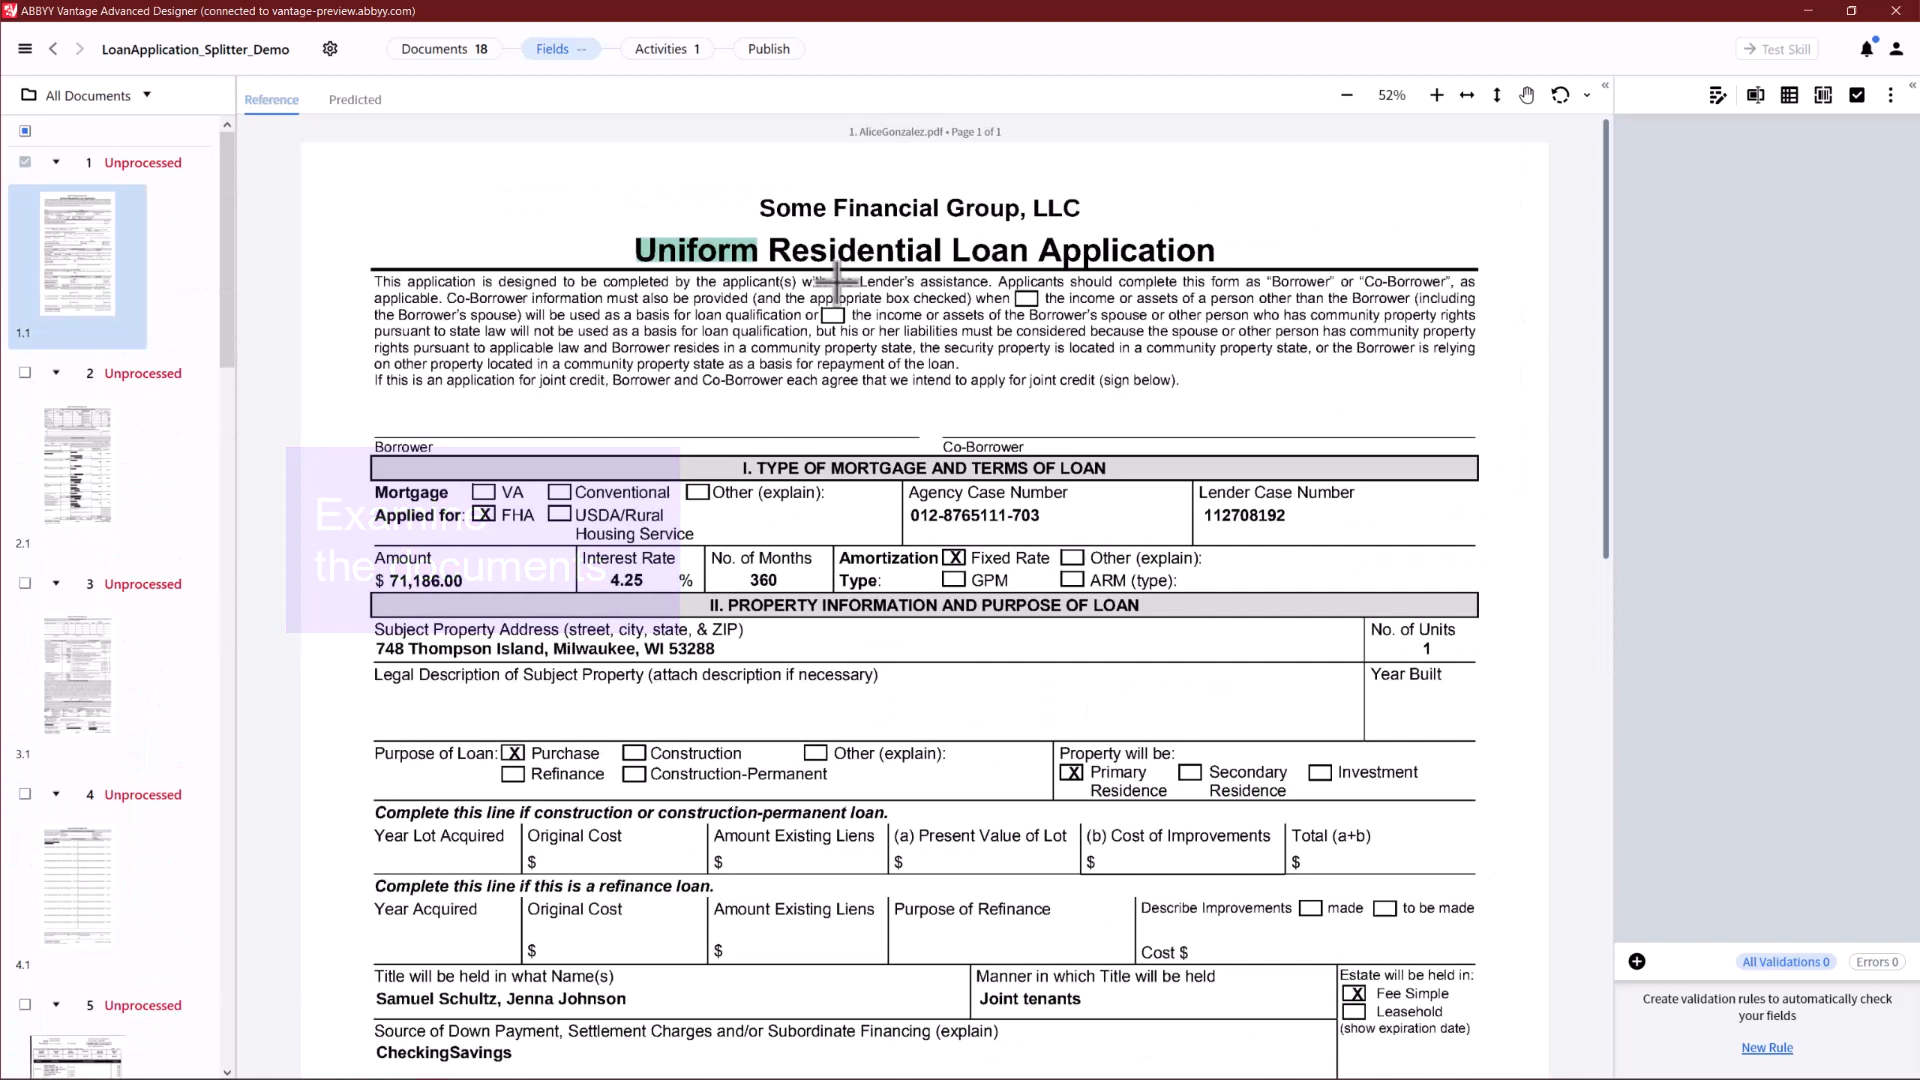 ABBYY Vantage Advanced Designer (connected to vantage-preview.abbyy.com)
LoanApplication_Splitter_Demo
Documents 18
Fields --
Activities 1
Publish
Test Skill
All Documents
Reference
Predicted
52%
1 Unprocessed
1.1
2 Unprocessed
2.1
3 Unprocessed
3.1
4 Unprocessed
4.1
5 Unprocessed
1. AliceGonzalez.pdf • Page 1 of 1
Some Financial Group, LLC
Uniform Residential Loan Application
This application is designed to be completed by the applicant(s) Lender's assistance. Applicants should complete this form as “Borrower” or “Co-Borrower”, as
applicable. Co-Borrower information must also be provided (and the appropriate box checked) when the income or assets of a person other than the Borrower (including
the Borrower's spouse) will be used as a basis for loan qualification or the income or assets of the Borrower's spouse or other person who has community property rights
pursuant to state law will not be used as a basis for loan qualification, but his or her liabilities must be considered because the spouse or other person has community property
rights pursuant to applicable law and Borrower resides in a community property state, the security property is located in a community property state, or the Borrower is relying
on other property located in a community property state as a basis for repayment of the loan.
If this is an application for joint credit, Borrower and Co-Borrower each agree that we intend to apply for joint credit (sign below).
Borrower
Co-Borrower
I. TYPE OF MORTGAGE AND TERMS OF LOAN
Mortgage
Applied for:
VA
Conventional
Other (explain):
X FHA
USDA/Rural
Housing Service
Agency Case Number
012-8765111-703
Lender Case Number
112708192
Examine
the documents
Amount
$ 71,186.00
Interest Rate
4.25 %
No. of Months
360
Amortization
Type:
X Fixed Rate
Other (explain):
GPM
ARM (type):
II. PROPERTY INFORMATION AND PURPOSE OF LOAN
Subject Property Address (street, city, state, & ZIP)
748 Thompson Island, Milwaukee, WI 53288
No. of Units
1
Legal Description of Subject Property (attach description if necessary)
Year Built
Purpose of Loan: X Purchase
Construction
Other (explain):
Refinance
Construction-Permanent
Property will be:
X Primary
Residence
Secondary
Residence
Investment
Complete this line if construction or construction-permanent loan.
Year Lot Acquired
Original Cost
$
Amount Existing Liens
$
(a) Present Value of Lot
$
(b) Cost of Improvements
$
Total (a+b)
$
Complete this line if this is a refinance loan.
Year Acquired
Original Cost
$
Amount Existing Liens
$
Purpose of Refinance
Describe Improvements made to be made
Cost $
Title will be held in what Name(s)
Samuel Schultz, Jenna Johnson
Manner in which Title will be held
Joint tenants
Estate will be held in:
X Fee Simple
Leasehold
(show expiration date)
Source of Down Payment, Settlement Charges and/or Subordinate Financing (explain)
CheckingSavings
All Validations 0
Errors 0
Create validation rules to automatically check
your fields
New Rule